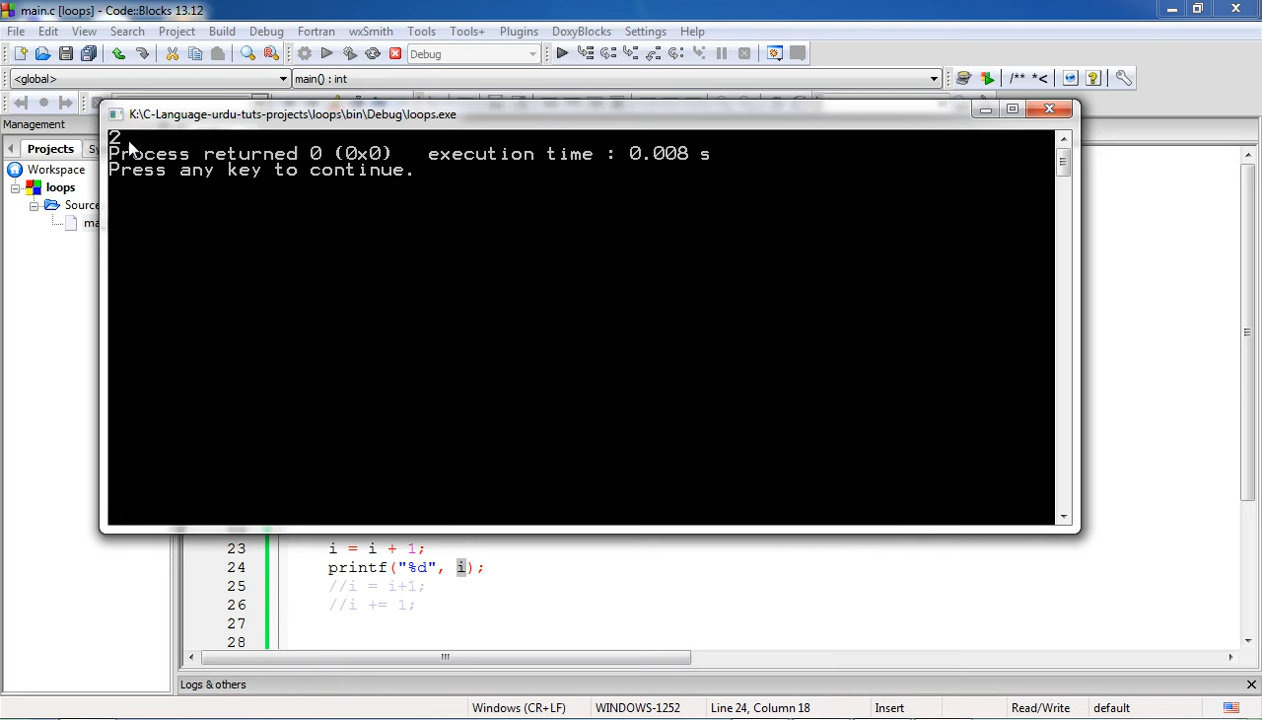 main.c [loops] - Code::Blocks 13.12
File Edit View Search Project Build Debug Fortran wxSmith Tools Tools+ Plugins DoxyBlocks Settings Help
Debug
<global> main() : int /** *<
K:\C-Language-urdu-tuts-projects\loops\bin\Debug\loops.exe
Management
2
Projects Sy
Process returned 0 (0x0) execution time : 0.008 s
Workspace
Press any key to continue.
loops
Source
ma
23 i = i + 1;
24 printf("%d", i);
25 //i = i+1;
26 //i += 1;
27
28
Logs & others
Windows (CR+LF) WINDOWS-1252 Line 24, Column 18 Insert Read/Write default